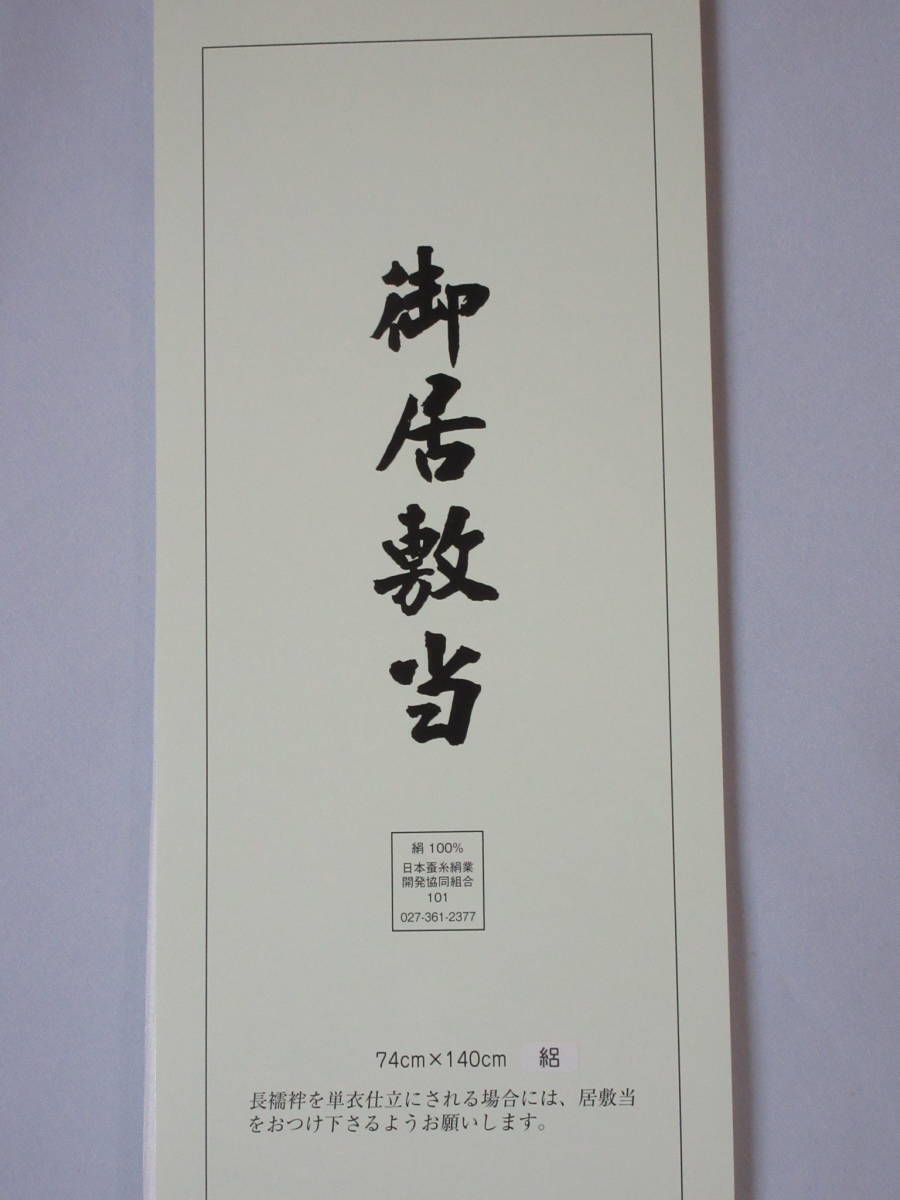 御居敷当
絹 100%
日本蚕糸絹業
開発協同組合
101
027-361-2377
74cm×140cm 絽
長襦袢を単衣仕立にされる場合には、居敷当
をおつけ下さるようお願いします。